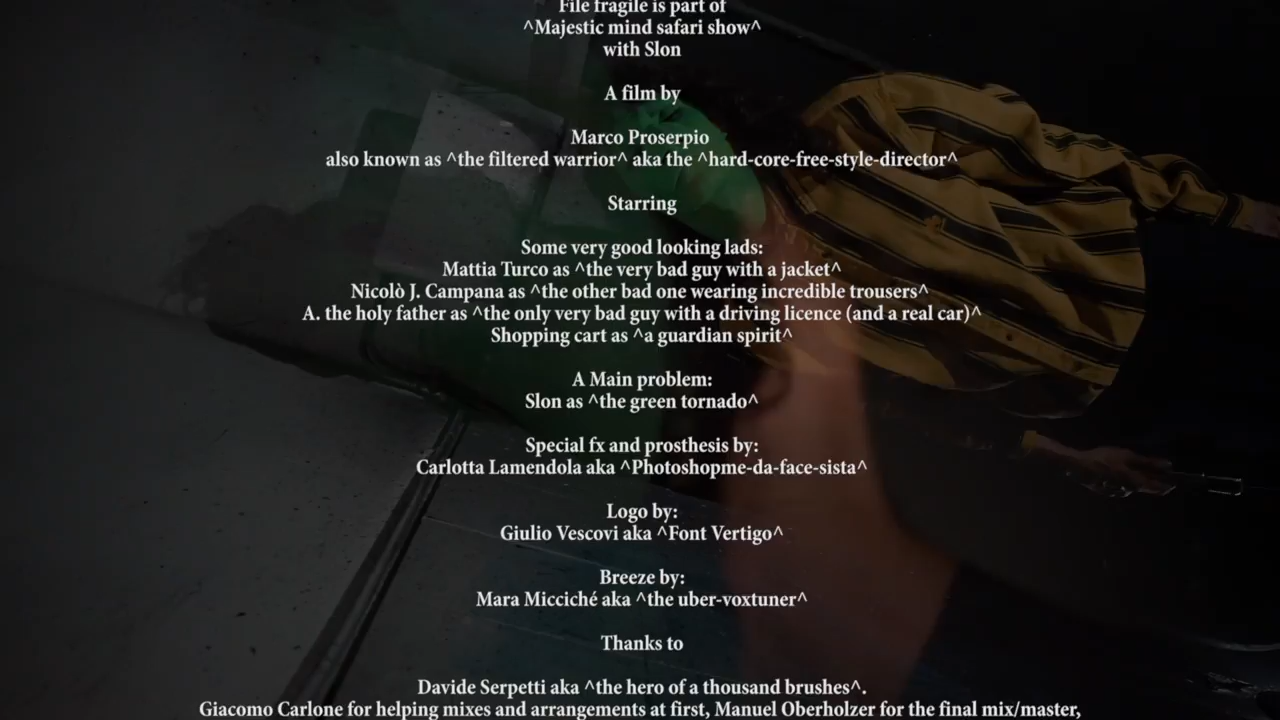 File fragile is part of
^Majestic mind safari show^
with Slon
A film by
Marco Proserpio
also known as ^the filtered warrior^ aka the ^hard-core-free-style-director^
Starring
Some very good looking lads:
Mattia Turco as ^the very bad guy with a jacket^
Nicolò J. Campana as ^the other bad one wearing incredible trousers^
A. the holy father as ^the only very bad guy with a driving licence (and a real car)^
Shopping cart as ^a guardian spirit^
A Main problem:
Slon as ^the green tornado^
Special fx and prosthesis by:
Carlotta Lamendola aka ^Photoshopme-da-face-sista^
Logo by:
Giulio Vescovi aka ^Font Vertigo^
Breeze by:
Mara Micciché aka ^the uber-voxtuner^
Thanks to
Davide Serpetti aka ^the hero of a thousand brushes^.
Giacomo Carlone for helping mixes and arrangements at first, Manuel Oberholzer for the final mix/master,